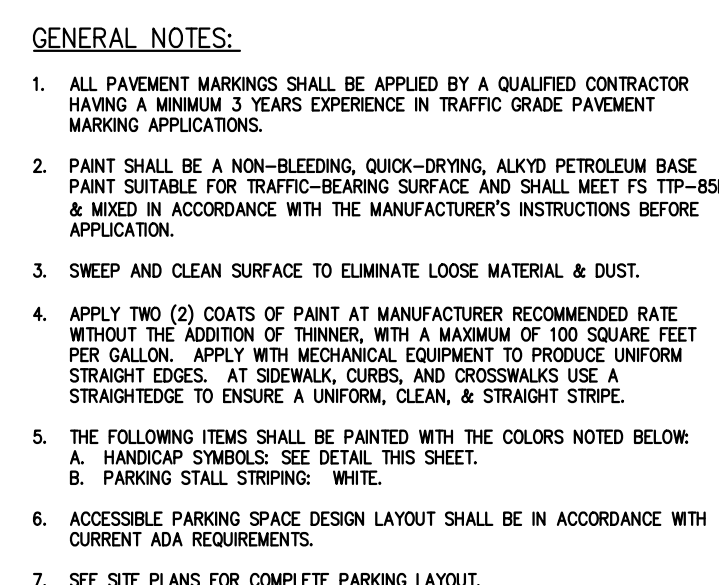 GENERAL NOTES:
1. ALL PAVEMENT MARKINGS SHALL BE APPLIED BY A QUALIFIED CONTRACTOR
HAVING A MINIMUM 3 YEARS EXPERIENCE IN TRAFFIC GRADE PAVEMENT
MARKING APPLICATIONS.
2. PAINT SHALL BE A NON-BLEEDING, QUICK-DRYING, ALKYD PETROLEUM BASE
PAINT SUITABLE FOR TRAFFIC-BEARING SURFACE AND SHALL MEET FS
& MIXED IN ACCORDANCE WITH THE MANUFACTURER'S INSTRUCTIONS BEFORE
APPLICATION.
3. SWEEP AND CLEAN SURFACE TO ELIMINATE LOOSE MATERIAL & DUST.
4. APPLY TWO (2) COATS OF PAINT AT MANUFACTURER RECOMMENDED RATE
WITHOUT THE ADDITION OF THINNER, WITH A MAXIMUM OF 100 SQUARE FEET
PER GALLON. APPLY WITH MECHANICAL EQUIPMENT TO PRODUCE UNIFORM
STRAIGHT EDGES. AT SIDEWALK, CURBS, AND CROSSWALKS USE A
STRAIGHTEDGE TO ENSURE A UNIFORM, CLEAN, & STRAIGHT STRIPE.
5. THE FOLLOWING ITEMS SHALL BE PAINTED WITH THE COLORS NOTED BELOW:
A. HANDICAP SYMBOLS: SEE DETAIL THIS SHEET.
B. PARKING STALL STRIPING: WHITE.
6. ACCESSIBLE PARKING SPACE DESIGN LAYOUT SHALL BE IN ACCORDANCE WITH
CURRENT ADA REQUIREMENTS.
7. SEE SITE PLANS FOR COMPLETE PARKING LAYOUT.